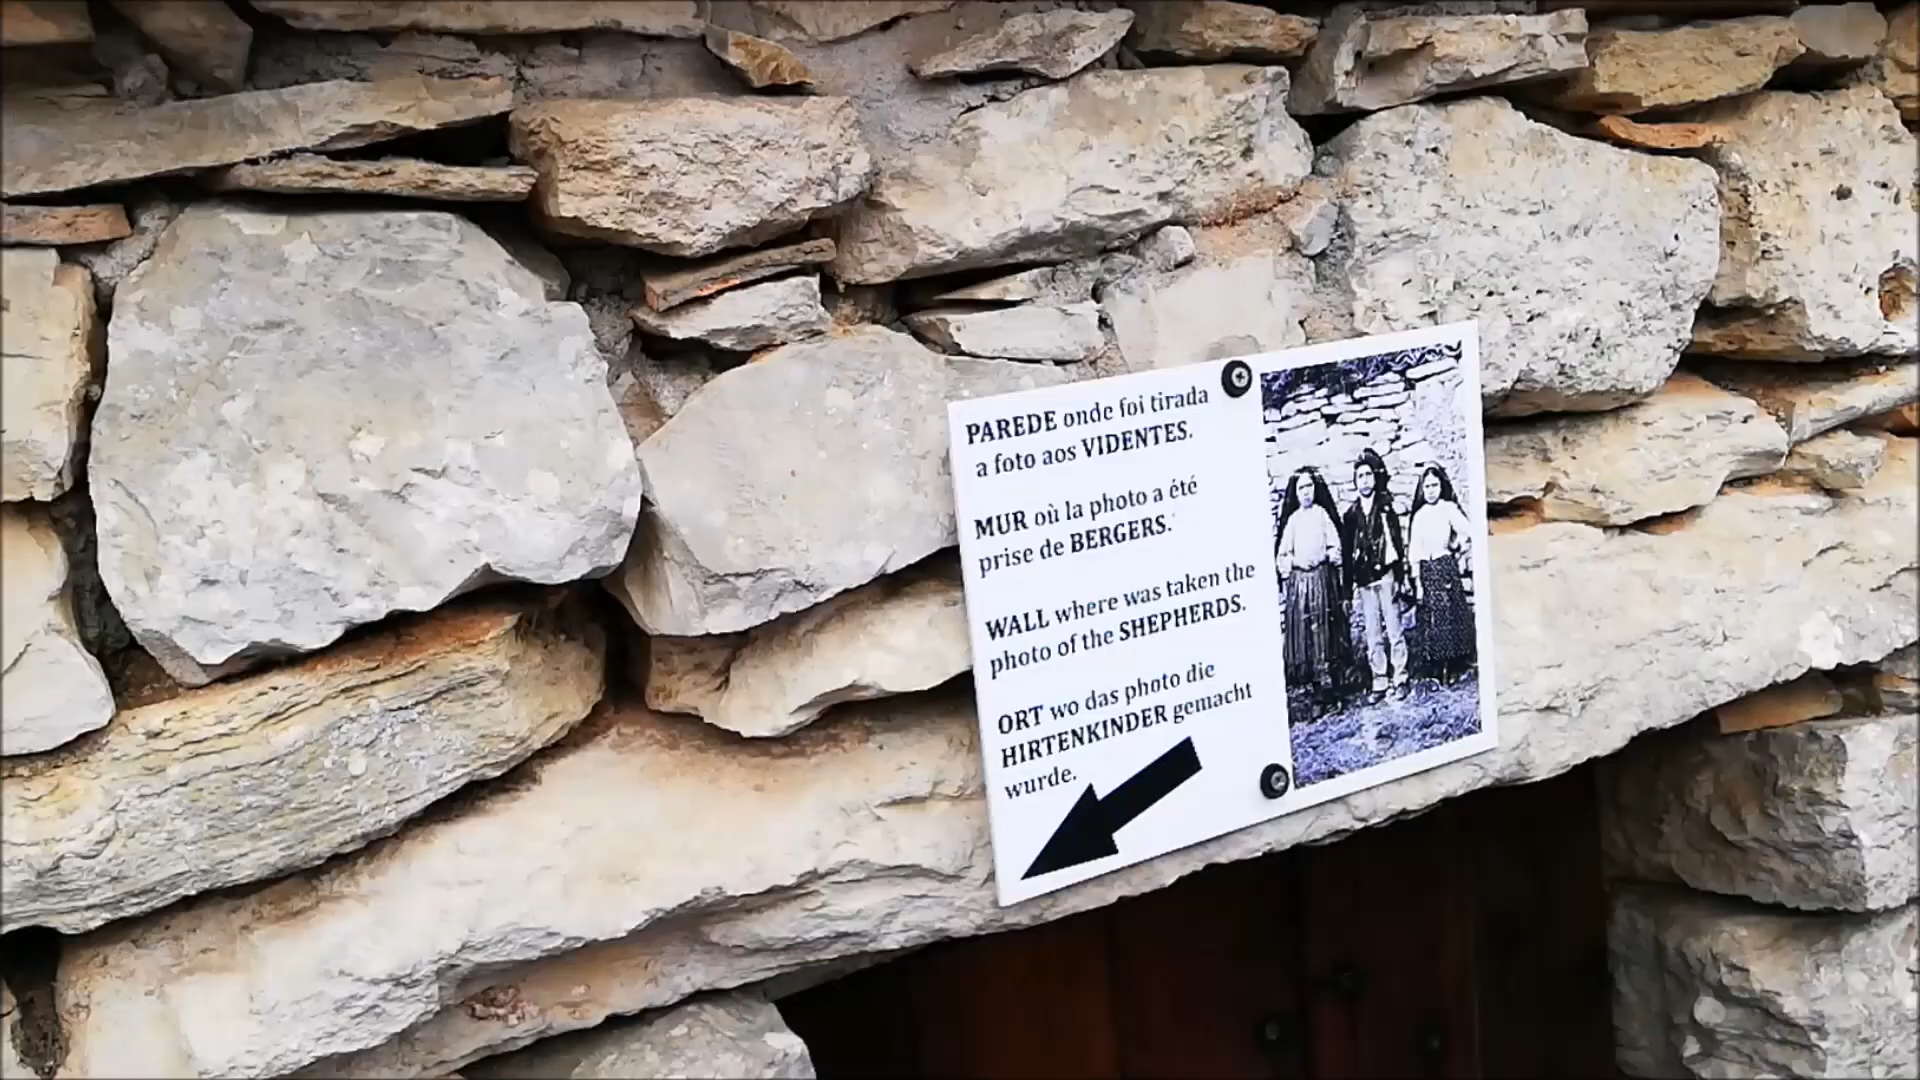 PAREDE onde foi tirada
a foto aos VIDENTES.
MUR où la photo a été
prise de BERGERS.
WALL where was taken the
photo of the SHEPHERDS.
ORT wo das photo die
HIRTENKINDER gemacht
wurde.